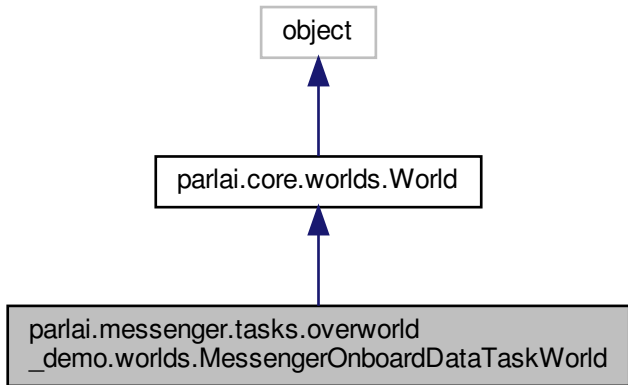 object
parlai.core.worlds.World
parlai.messenger.tasks.overworld
_demo.worlds.MessengerOnboardDataTaskWorld